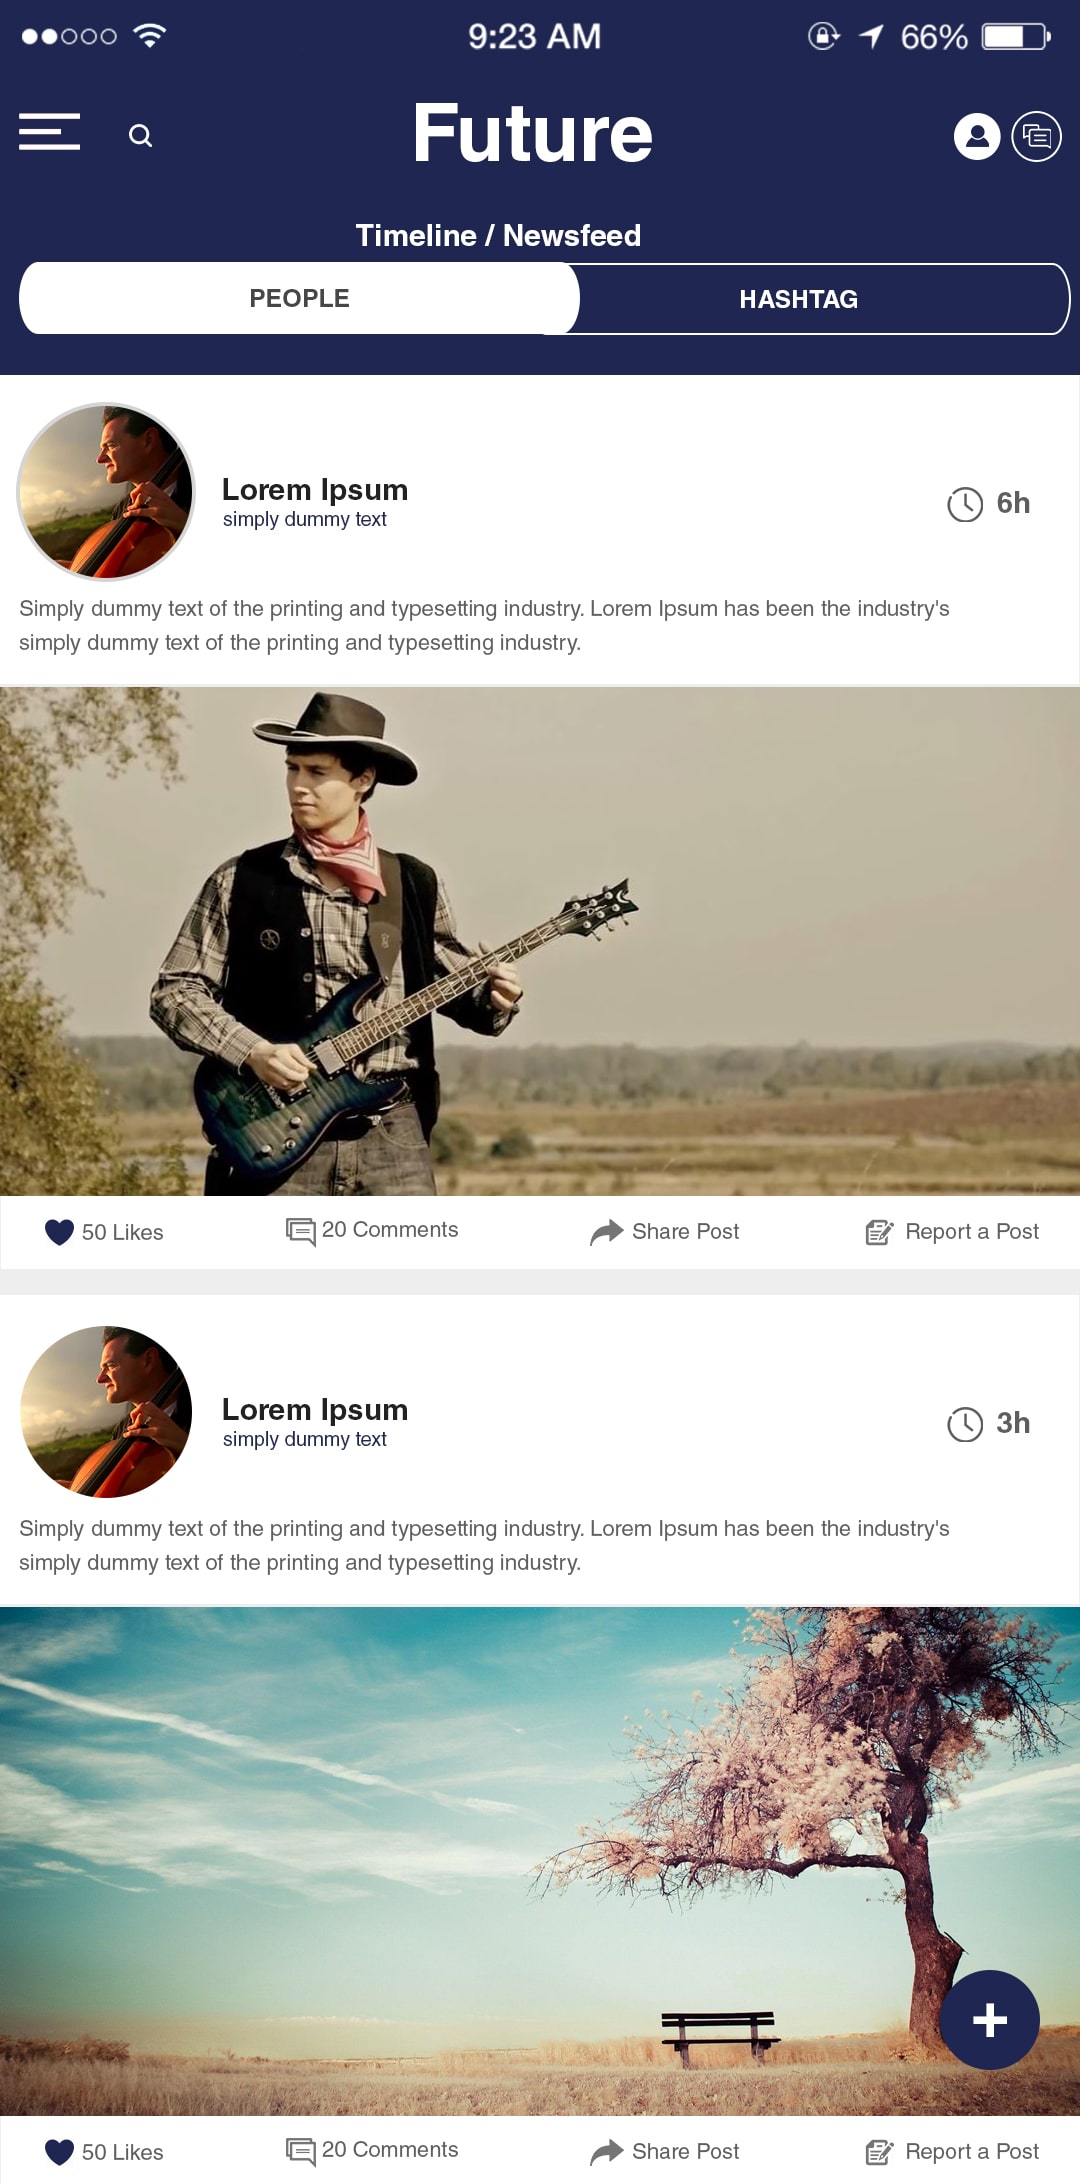 9:23 AM
66%
Future
Timeline / Newsfeed
PEOPLE
HASHTAG
Lorem Ipsum
simply dummy text
6h
Simply dummy text of the printing and typesetting industry. Lorem Ipsum has been the industry's
simply dummy text of the printing and typesetting industry.
50 Likes
20 Comments
Share Post
Report a Post
Lorem Ipsum
simply dummy text
3h
Simply dummy text of the printing and typesetting industry. Lorem Ipsum has been the industry's
simply dummy text of the printing and typesetting industry.
+
50 Likes
20 Comments
Share Post
Report a Post